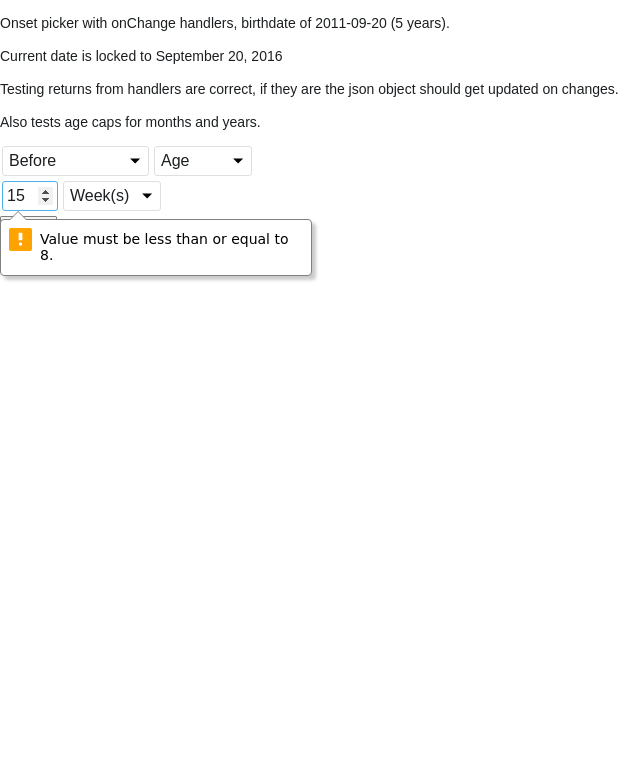 Onset picker with onChange handlers, birthdate of 2011-09-20 (5 years).
Current date is locked to September 20, 2016
Testing returns from handlers are correct, if they are the json object should get updated on changes.
Also tests age caps for months and years.
Before Age
15 Week(s)
Value must be less than or equal to
8.